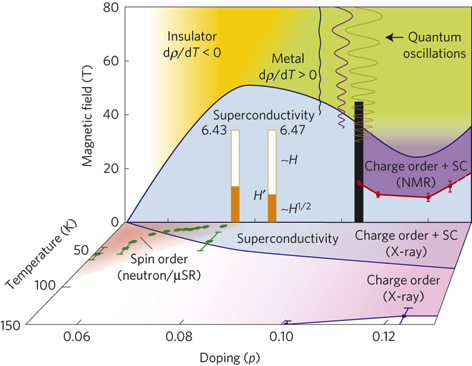 80
60
40
20
0
Magnetic field (T)
Insulator
dρ/dT < 0
Metal
dρ/dT > 0
Quantum
oscillations
Superconductivity
6.43
6.47
~H
H′
~H1/2
Charge order + SC
(NMR)
Temperature (K)
50
100
150
Spin order
(neutron/μSR)
Superconductivity
Charge order + SC
(X-ray)
Charge order
(X-ray)
0.06
0.08
0.10
0.12
Doping (p)